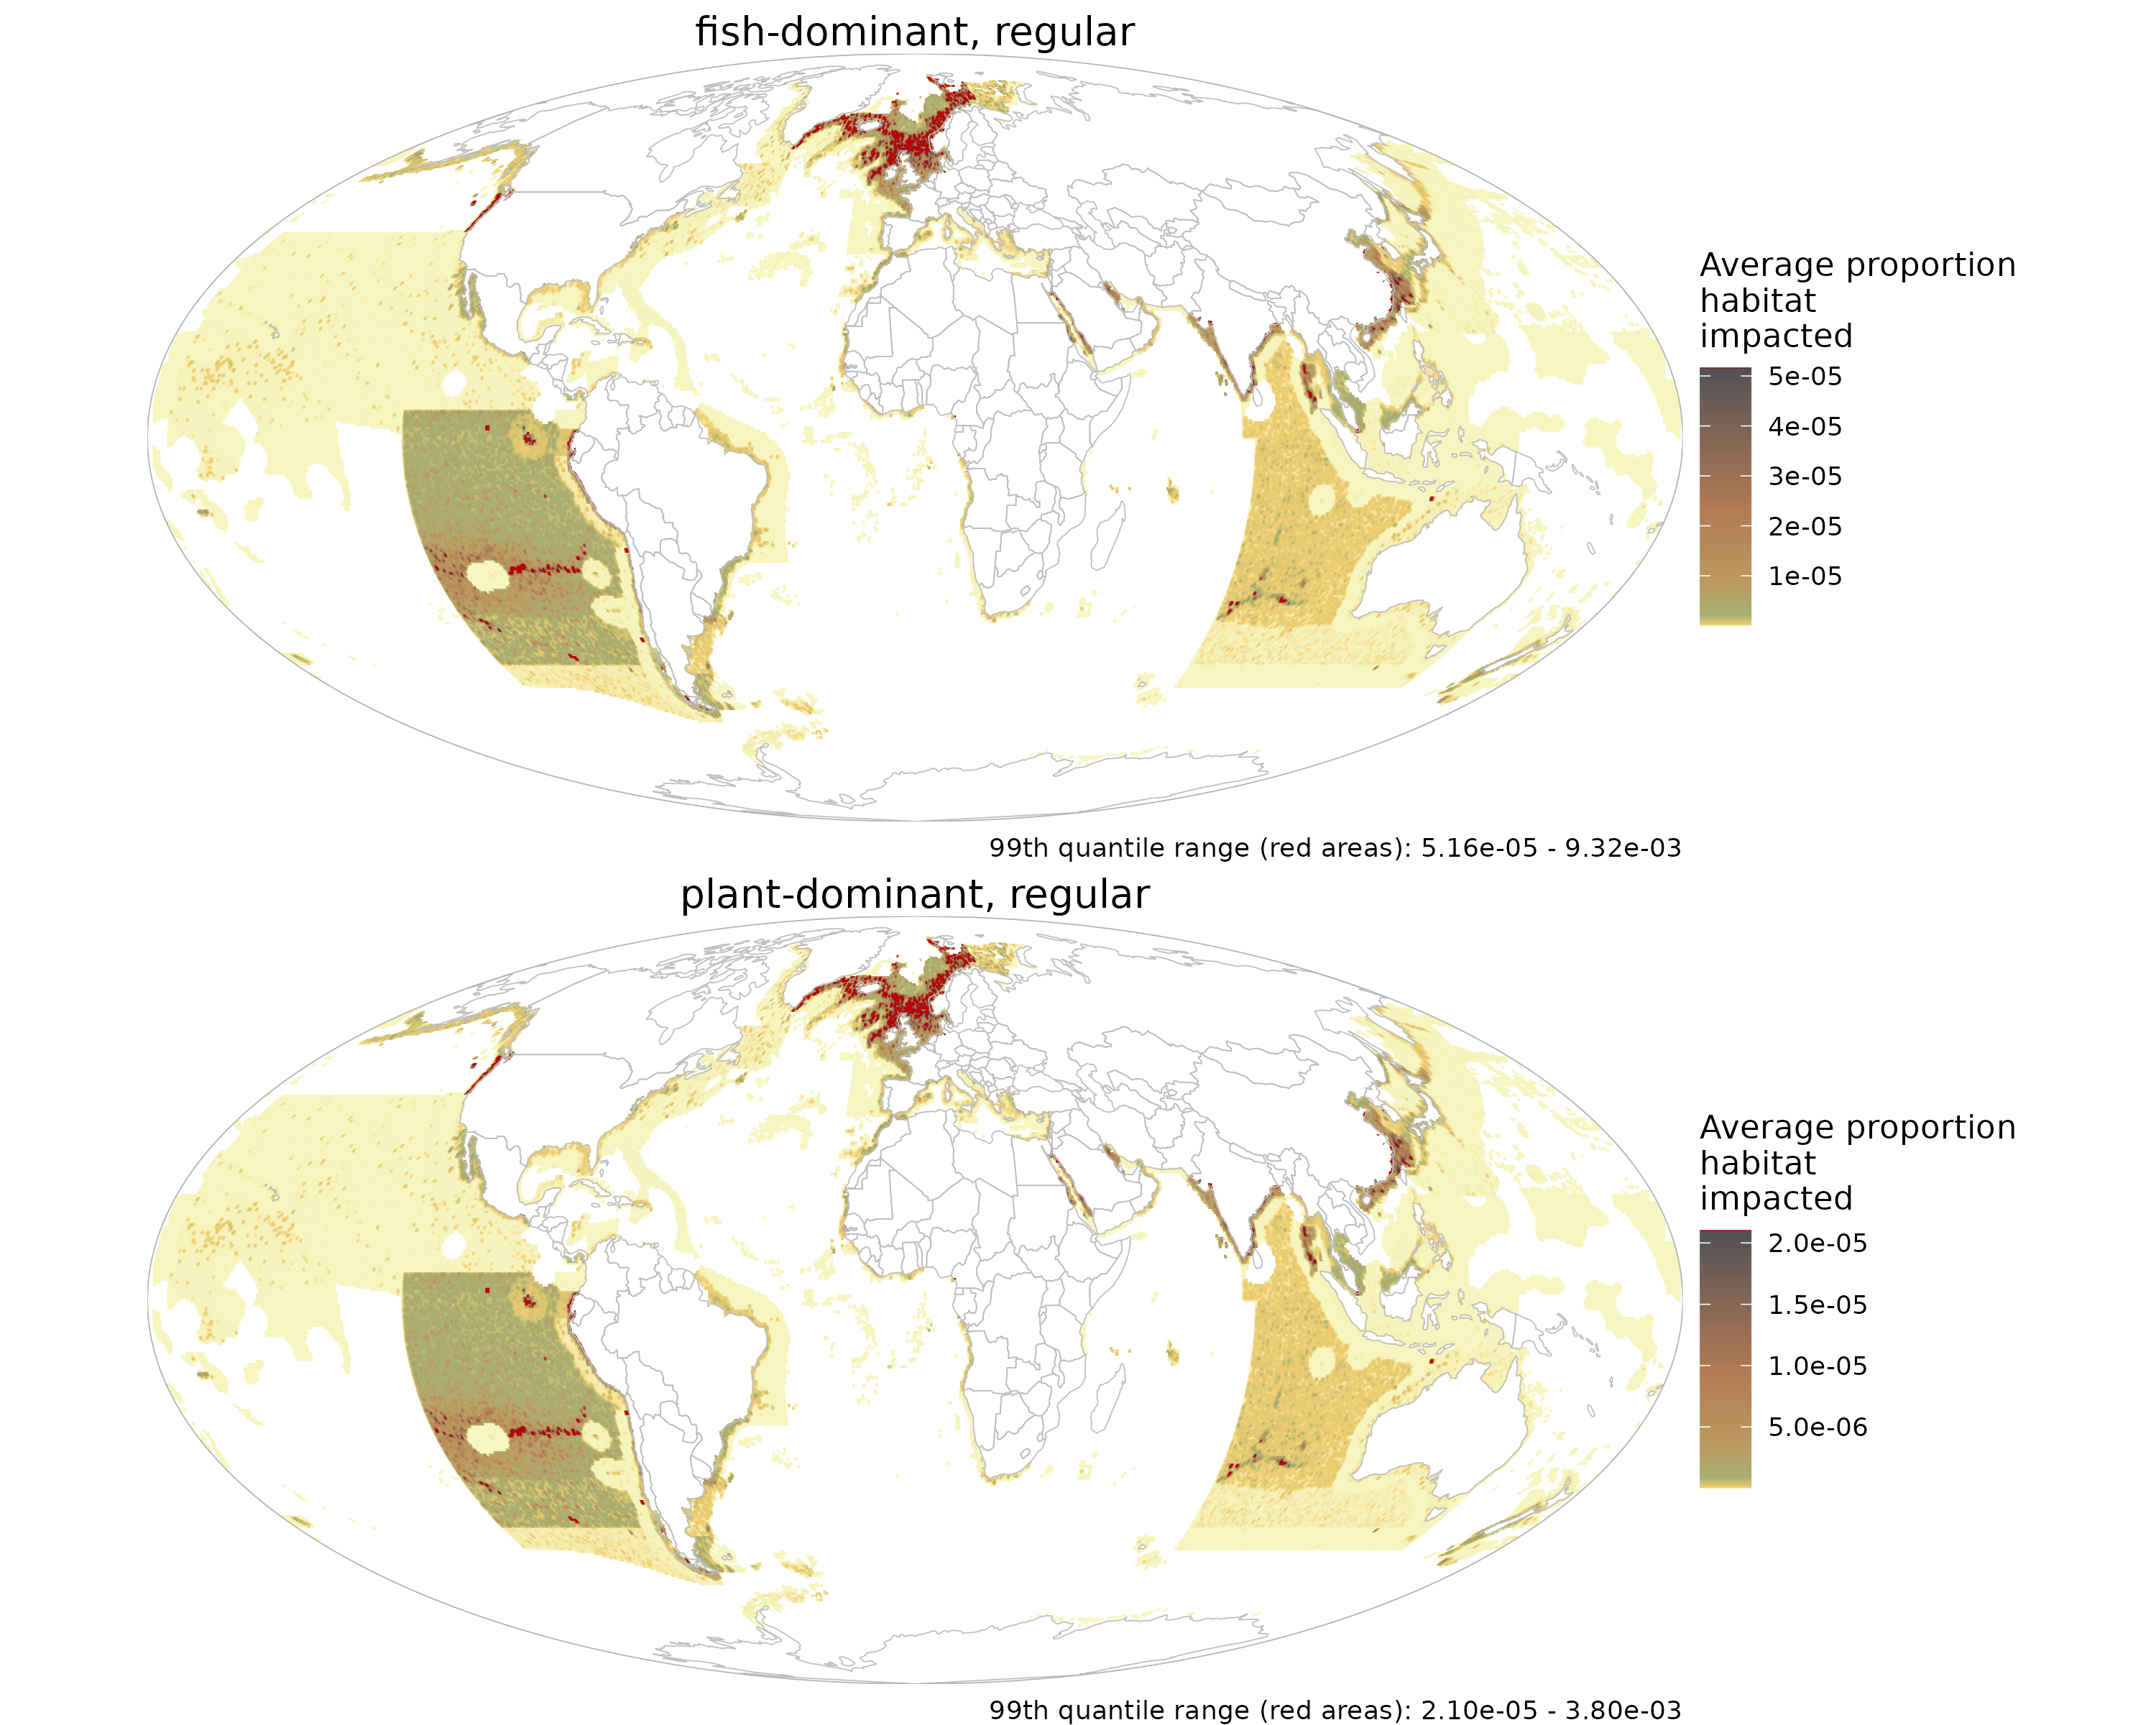 fish-dominant, regular
Average proportion
habitat
impacted
5e-05
4e-05
3e-05
2e-05
1e-05
99th quantile range (red areas): 5.16e-05 - 9.32e-03
plant-dominant, regular
Average proportion
habitat
impacted
2.0e-05
1.5e-05
1.0e-05
5.0e-06
99th quantile range (red areas): 2.10e-05 - 3.80e-03